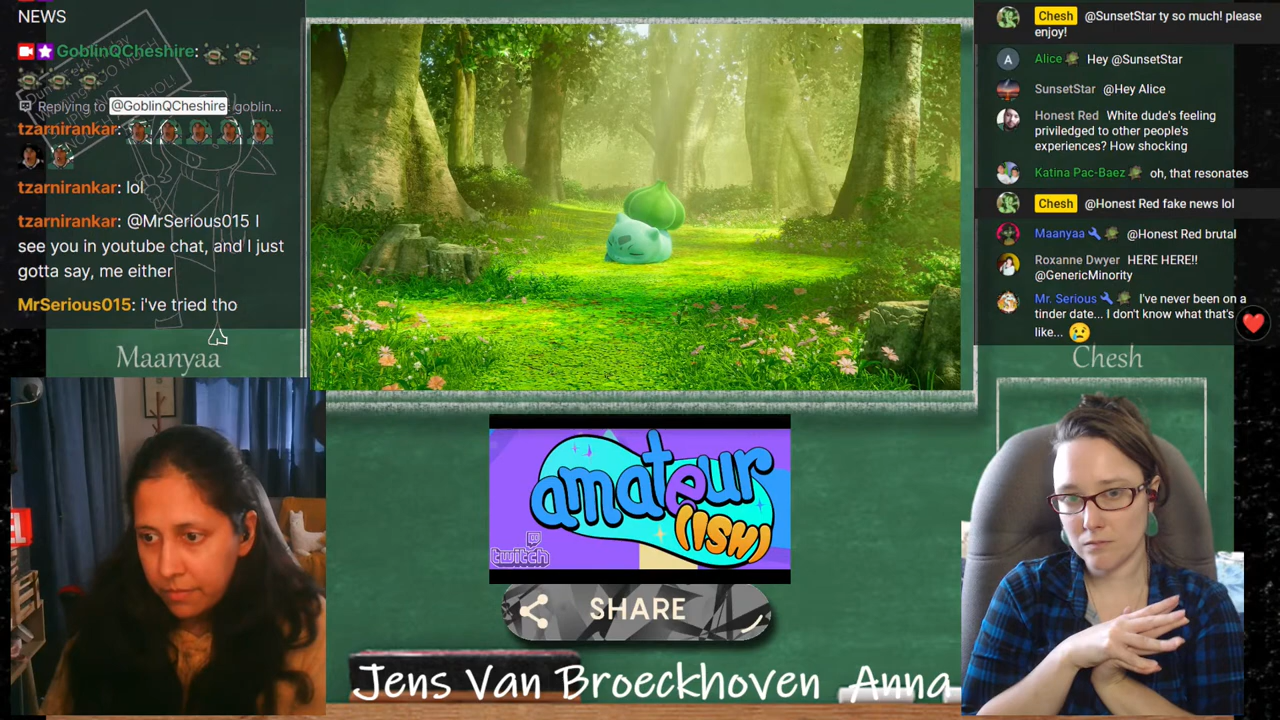 NEWS
GoblinQCheshire:
Replying to @GoblinQCheshire: goblin...
tzarnirankar:
tzarnirankar: lol
tzarnirankar: @MrSerious015 I
see you in youtube chat, and I just
gotta say, me either
MrSerious015: i've tried tho
Maanyaa
amateur
(ISH)
twitch
SHARE
Jens Van Broeckhoven Anna
Chesh @SunsetStar ty so much! please
enjoy!
A Alice Hey @SunsetStar
SunsetStar @Hey Alice
Honest Red White dude's feeling
priviledged to other people's
experiences? How shocking
Katina Pac-Baez oh, that resonates
Chesh @Honest Red fake news lol
Maanyaa @Honest Red brutal
Roxanne Dwyer HERE HERE!!
@GenericMinority
Mr. Serious I've never been on a
tinder date... I don't know what that's
like...
Chesh